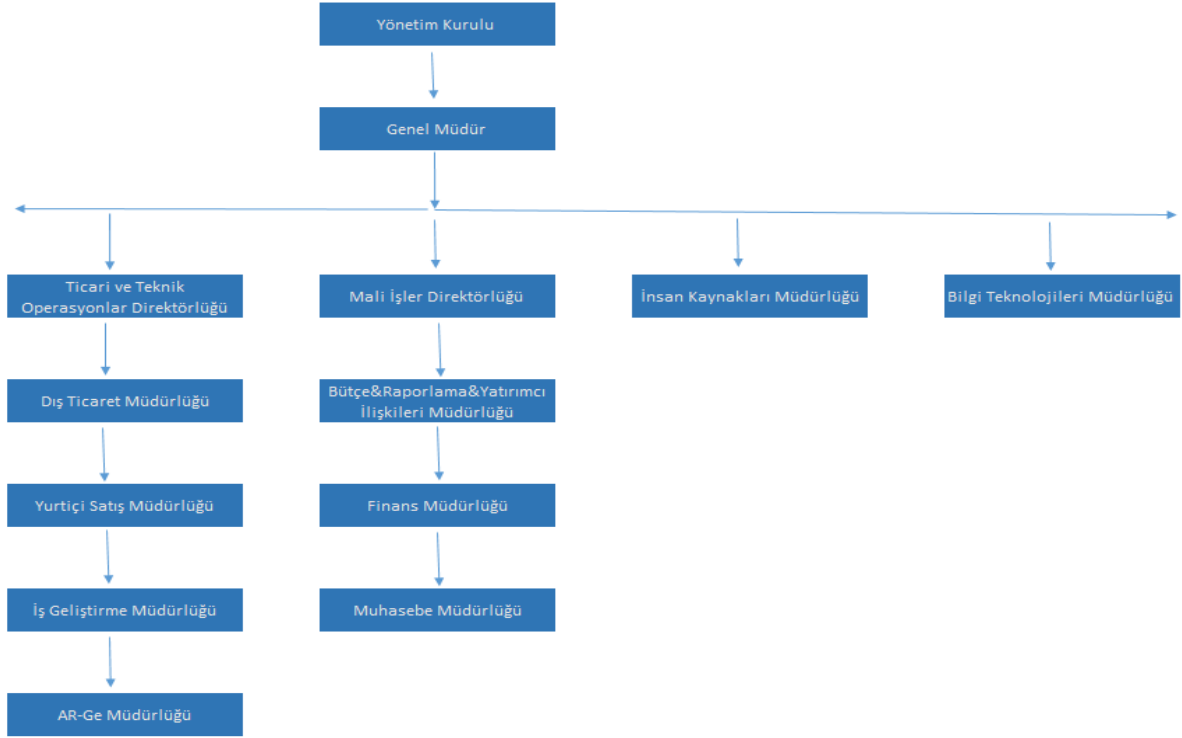 Yönetim Kurulu
Genel Müdür
Ticari ve Teknik
Operasyonlar Direktörlüğü
Mali İşler Direktörlüğü
İnsan Kaynakları Müdürlüğü
Bilgi Teknolojileri Müdürlüğü
Dış Ticaret Müdürlüğü
Bütçe&Raporlama&Yatırımcı
İlişkileri Müdürlüğü
Yurtiçi Satış Müdürlüğü
Finans Müdürlüğü
İş Geliştirme Müdürlüğü
Muhasebe Müdürlüğü
AR-Ge Müdürlüğü